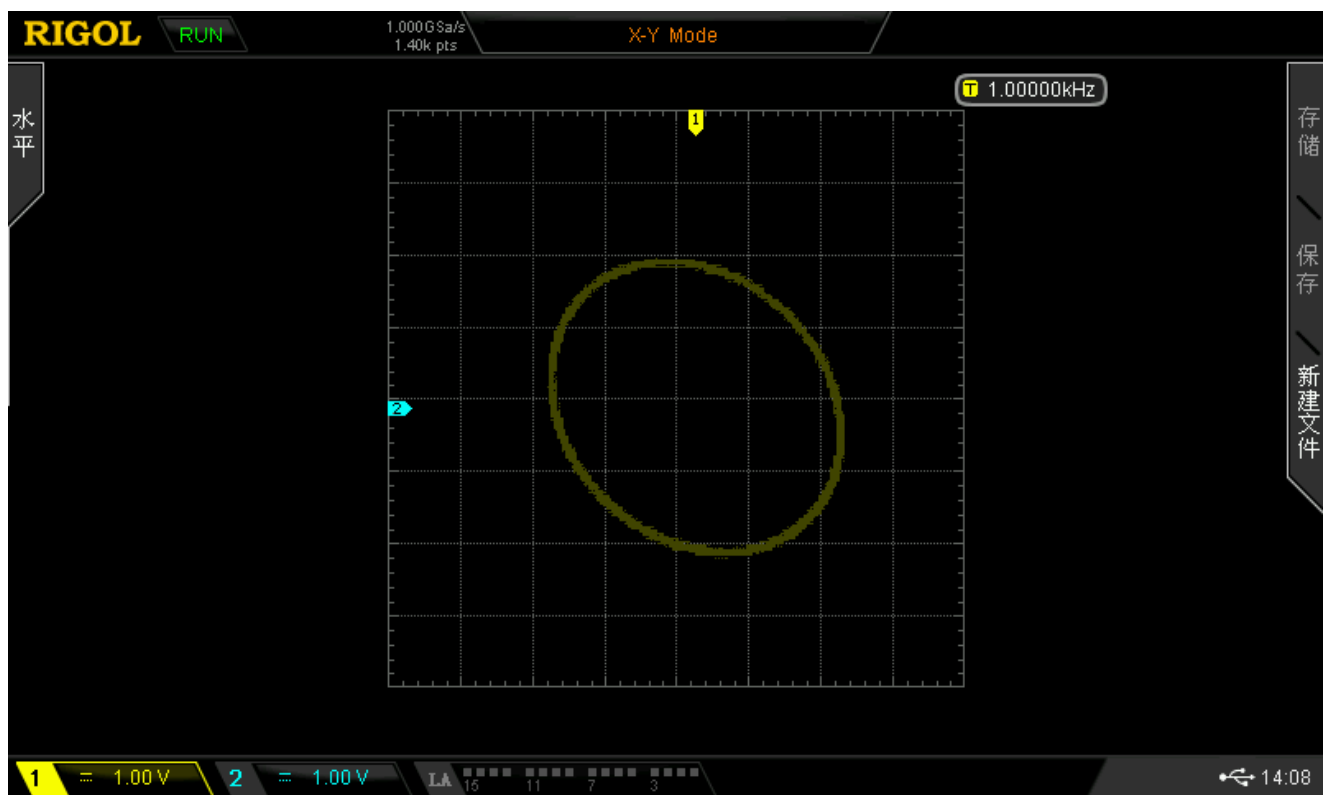 RIGOL
RUN
1.000GSa/s
1.40k pts
X-Y Mode
T 1.00000kHz
1
2
水平
存储
保存
新建文件
1 = 1.00 V
2 = 1.00 V
LA 15 11 7 3
14:08